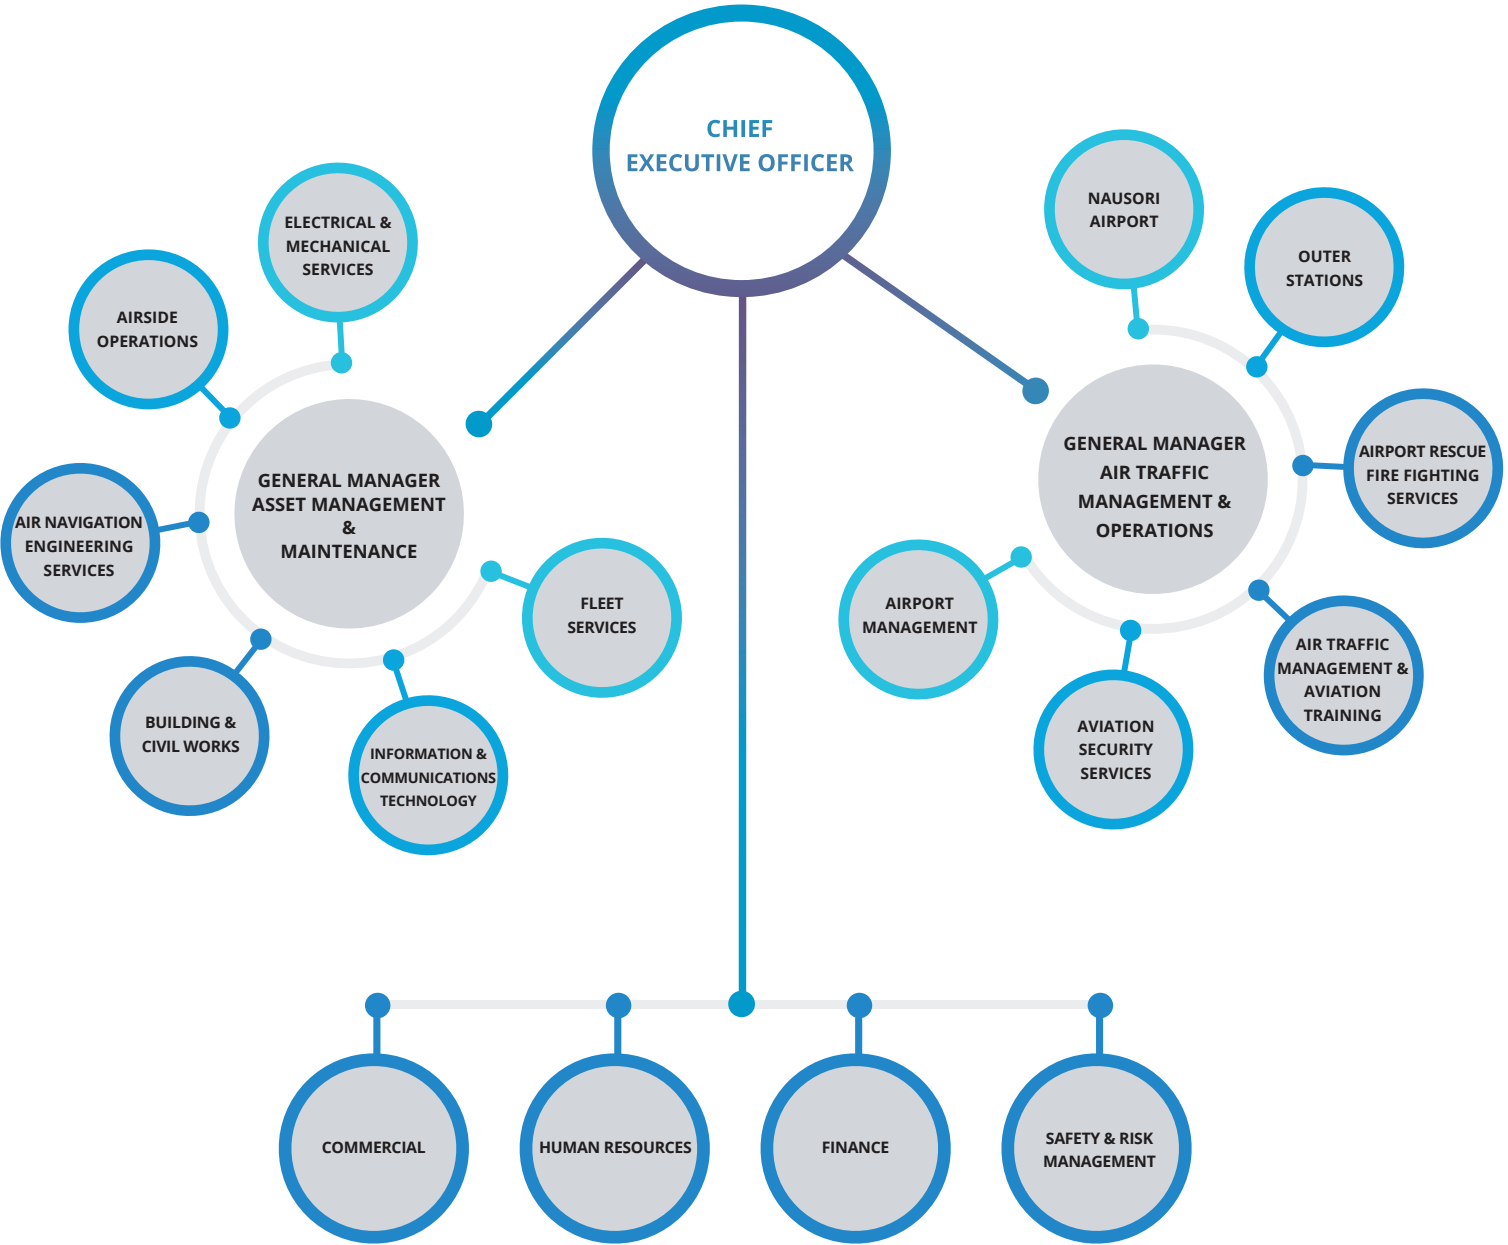 CHIEF
EXECUTIVE OFFICER
ELECTRICAL &
MECHANICAL
SERVICES
AIRSIDE
OPERATIONS
AIR NAVIGATION
ENGINEERING
SERVICES
BUILDING &
CIVIL WORKS
INFORMATION &
COMMUNICATIONS
TECHNOLOGY
FLEET
SERVICES
GENERAL MANAGER
ASSET MANAGEMENT
&
MAINTENANCE
NAUSORI
AIRPORT
OUTER
STATIONS
AIRPORT RESCUE
FIRE FIGHTING
SERVICES
AIR TRAFFIC
MANAGEMENT &
AVIATION
TRAINING
AVIATION
SECURITY
SERVICES
AIRPORT
MANAGEMENT
GENERAL MANAGER
AIR TRAFFIC
MANAGEMENT &
OPERATIONS
COMMERCIAL
HUMAN RESOURCES
FINANCE
SAFETY & RISK
MANAGEMENT